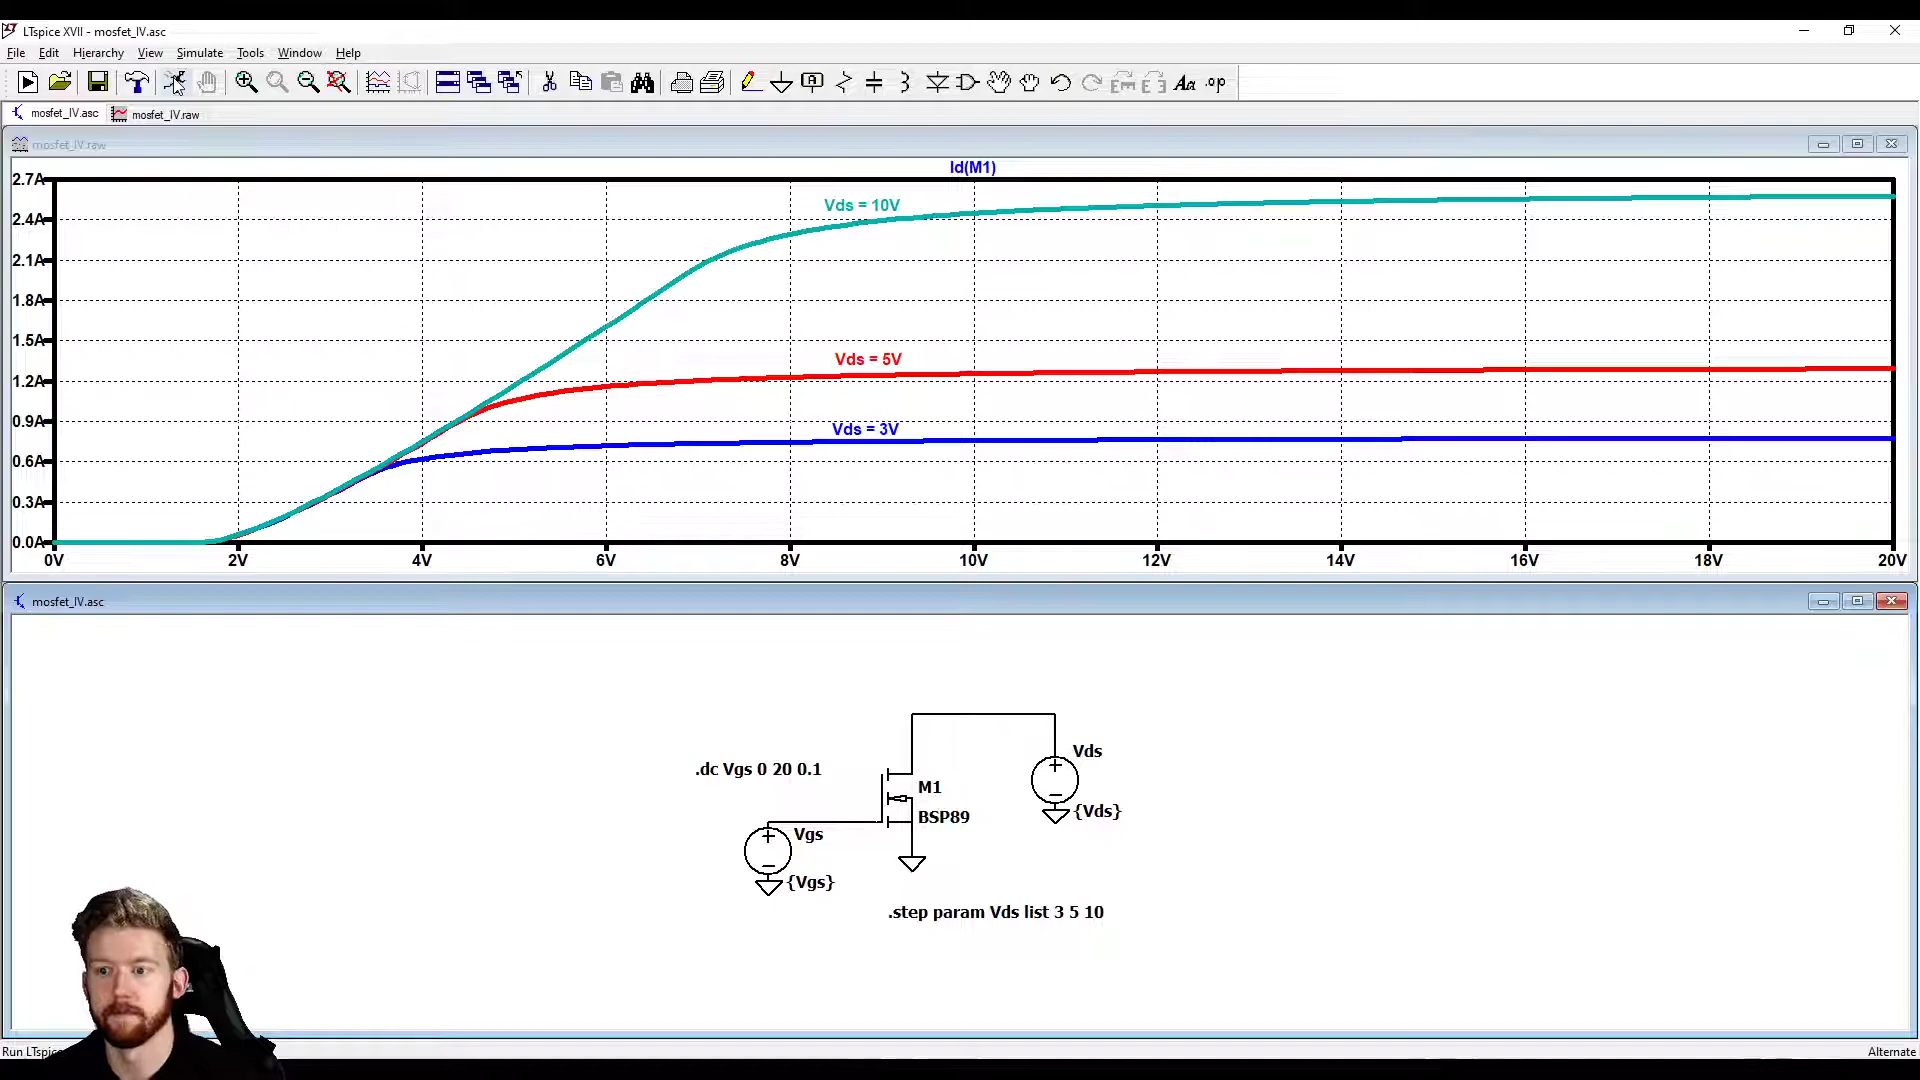 LTspice XVII - mosfet_IV.asc
File Edit Hierarchy View Simulate Tools Window Help
Aa .op
mosfet_IV.asc mosfet_IV.raw
mosfet_IV.raw
Id(M1)
2.7A
2.4A
2.1A
1.8A
1.5A
1.2A
0.9A
0.6A
0.3A
0.0A
Vds = 10V
Vds = 5V
Vds = 3V
0V 2V 4V 6V 8V 10V 12V 14V 16V 18V 20V
mosfet_IV.asc
Vds
.dc Vgs 0 20 0.1
M1
{Vds}
BSP89
Vgs
{Vgs}
.step param Vds list 3 5 10
Run LTspice
Alternate